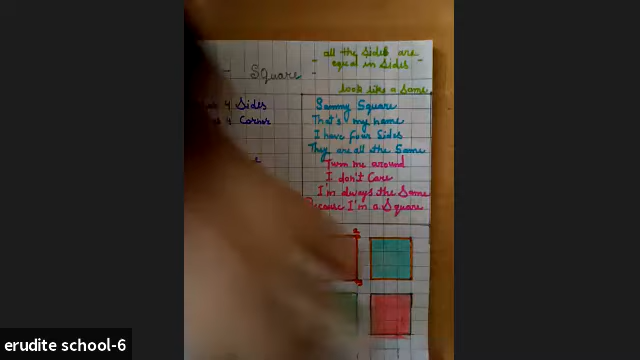 all the sides are
equal in sides
- Square -
look like a same
4 Sides
4 Corner
Sammy Square
That's my name
I have four sides
They are all the Same
Turn me around
I don't Care
I'm always the Same
Because I'm a Square
erudite school-6